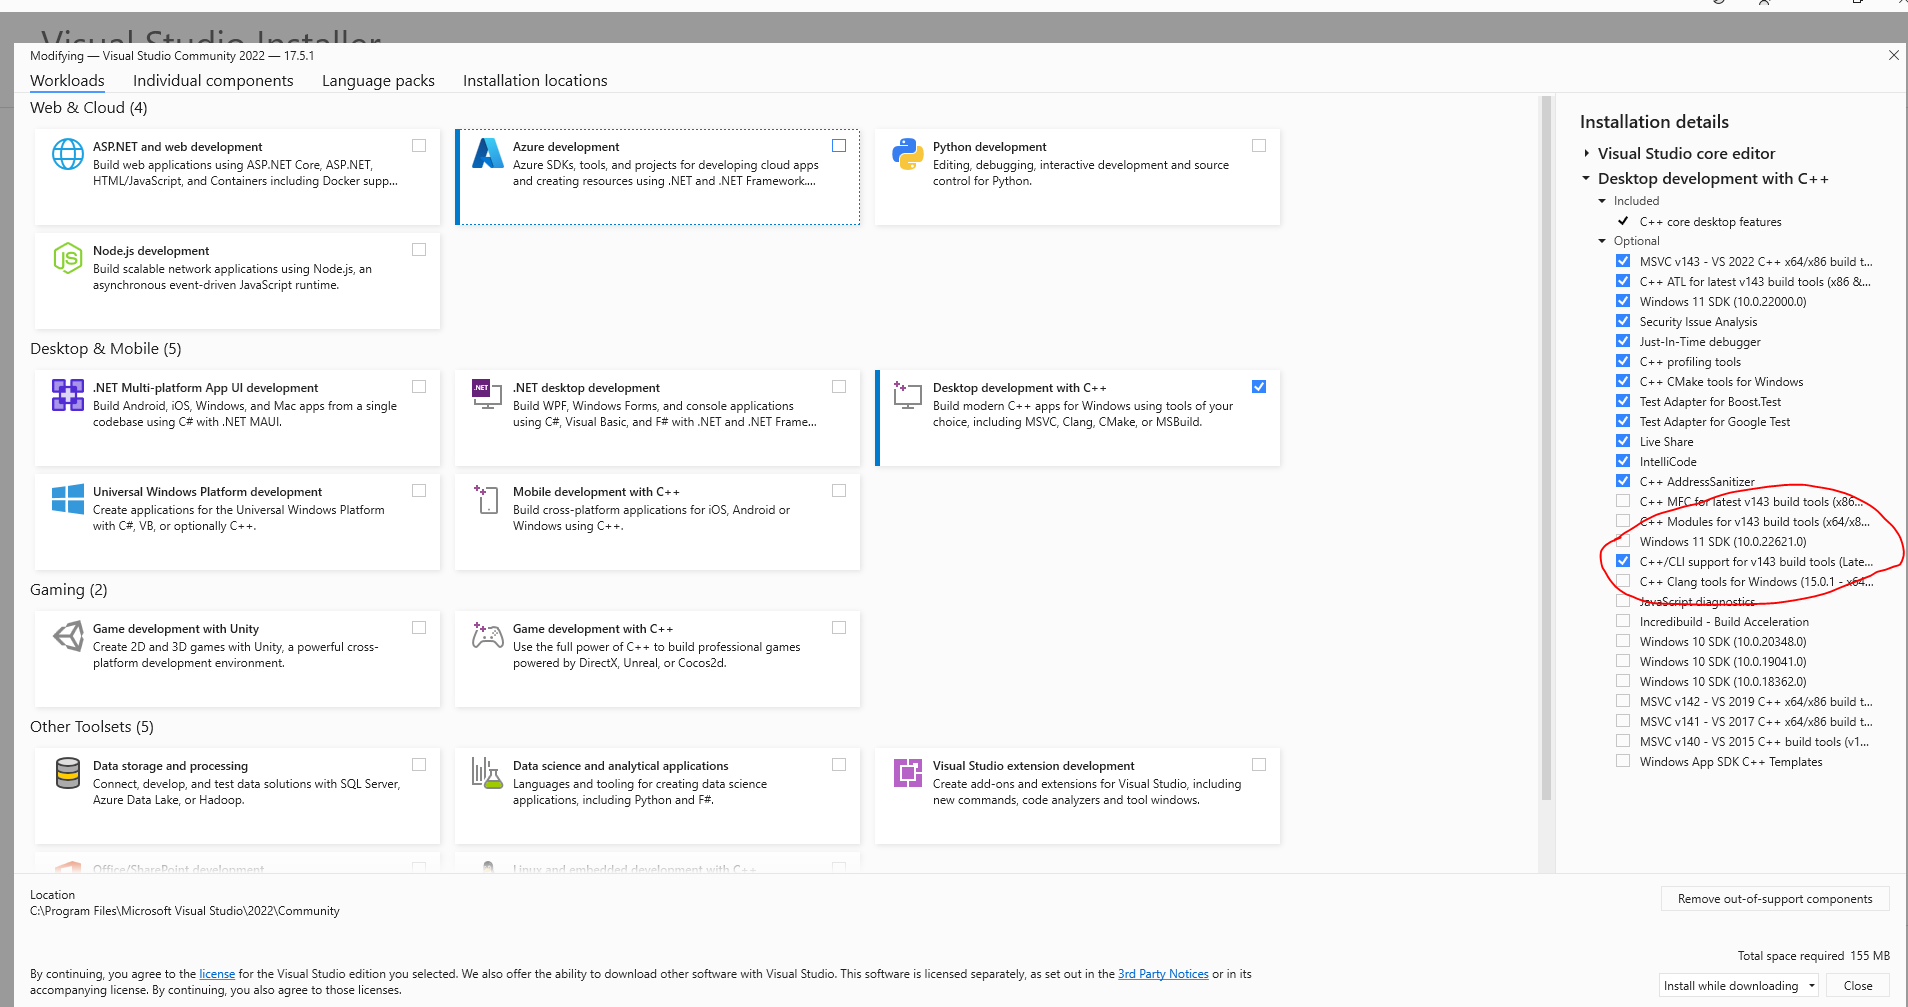 Visual Studio Installer
Modifying — Visual Studio Community 2022 — 17.5.1
Workloads
Individual components
Language packs
Installation locations
Web & Cloud (4)
ASP.NET and web development
Build web applications using ASP.NET Core, ASP.NET,
HTML/JavaScript, and Containers including Docker supp...
Azure development
Azure SDKs, tools, and projects for developing cloud apps
and creating resources using .NET and .NET Framework....
Python development
Editing, debugging, interactive development and source
control for Python.
Node.js development
Build scalable network applications using Node.js, an
asynchronous event-driven JavaScript runtime.
Desktop & Mobile (5)
.NET Multi-platform App UI development
Build Android, iOS, Windows, and Mac apps from a single
codebase using C# with .NET MAUI.
.NET
.NET desktop development
Build WPF, Windows Forms, and console applications
using C#, Visual Basic, and F# with .NET and .NET Frame...
Desktop development with C++
Build modern C++ apps for Windows using tools of your
choice, including MSVC, Clang, CMake, or MSBuild.
Universal Windows Platform development
Create applications for the Universal Windows Platform
with C#, VB, or optionally C++.
Mobile development with C++
Build cross-platform applications for iOS, Android or
Windows using C++.
Gaming (2)
Game development with Unity
Create 2D and 3D games with Unity, a powerful cross-
platform development environment.
Game development with C++
Use the full power of C++ to build professional games
powered by DirectX, Unreal, or Cocos2d.
Other Toolsets (5)
Data storage and processing
Connect, develop, and test data solutions with SQL Server,
Azure Data Lake, or Hadoop.
Data science and analytical applications
Languages and tooling for creating data science
applications, including Python and F#.
Visual Studio extension development
Create add-ons and extensions for Visual Studio, including
new commands, code analyzers and tool windows.
Office/SharePoint development
Linux and embedded development with C++
Installation details
Visual Studio core editor
Desktop development with C++
Included
C++ core desktop features
Optional
MSVC v143 - VS 2022 C++ x64/x86 build t...
C++ ATL for latest v143 build tools (x86 &...
Windows 11 SDK (10.0.22000.0)
Security Issue Analysis
Just-In-Time debugger
C++ profiling tools
C++ CMake tools for Windows
Test Adapter for Boost.Test
Test Adapter for Google Test
Live Share
IntelliCode
C++ AddressSanitizer
C++ MFC for latest v143 build tools (x86...
C++ Modules for v143 build tools (x64/x8...
Windows 11 SDK (10.0.22621.0)
C++/CLI support for v143 build tools (Late...
C++ Clang tools for Windows (15.0.1 - x64...
JavaScript diagnostics
Incredibuild - Build Acceleration
Windows 10 SDK (10.0.20348.0)
Windows 10 SDK (10.0.19041.0)
Windows 10 SDK (10.0.18362.0)
MSVC v142 - VS 2019 C++ x64/x86 build t...
MSVC v141 - VS 2017 C++ x64/x86 build t...
MSVC v140 - VS 2015 C++ build tools (v1...
Windows App SDK C++ Templates
Location
C:\Program Files\Microsoft Visual Studio\2022\Community
Remove out-of-support components
Total space required 155 MB
By continuing, you agree to the license for the Visual Studio edition you selected. We also offer the ability to download other software with Visual Studio. This software is licensed separately, as set out in the 3rd Party Notices or in its
accompanying license. By continuing, you also agree to those licenses.
Install while downloading
Close